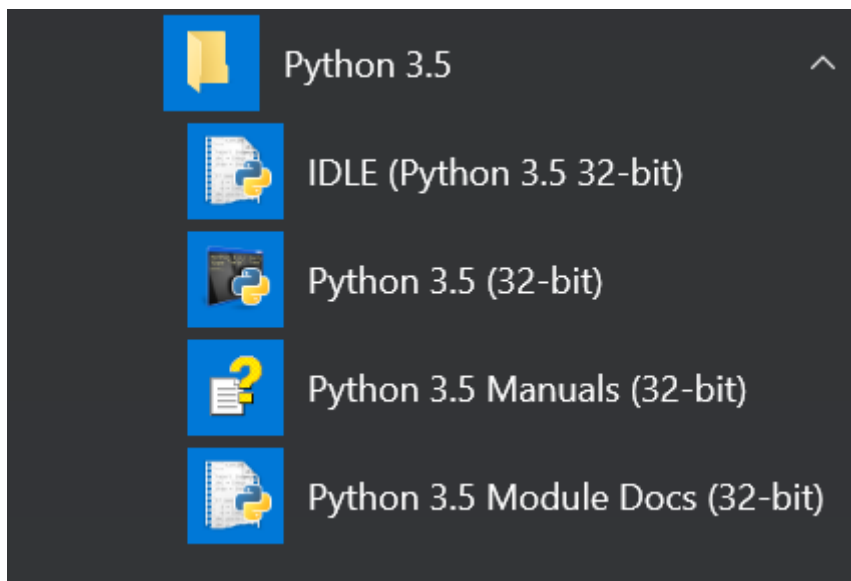 Python 3.5
IDLE (Python 3.5 32-bit)
Python 3.5 (32-bit)
Python 3.5 Manuals (32-bit)
Python 3.5 Module Docs (32-bit)